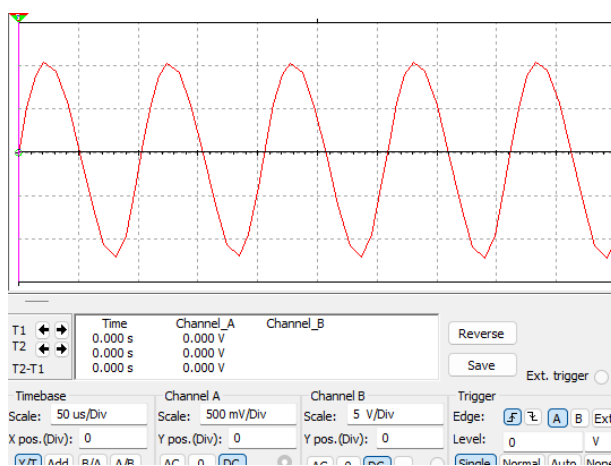 Time Channel_A Channel_B
T1 0.000 s 0.000 V
T2 0.000 s 0.000 V
T2-T1 0.000 s 0.000 V
Reverse
Save
Ext. trigger
Timebase
Scale: 50 us/Div
X pos.(Div): 0
Y/T Add B/A A/B
Channel A
Scale: 500 mV/Div
Y pos.(Div): 0
AC 0 DC
Channel B
Scale: 5 V/Div
Y pos.(Div): 0
AC 0 DC -
Trigger
Edge: A B Ext
Level: 0 V
Single Normal Auto None